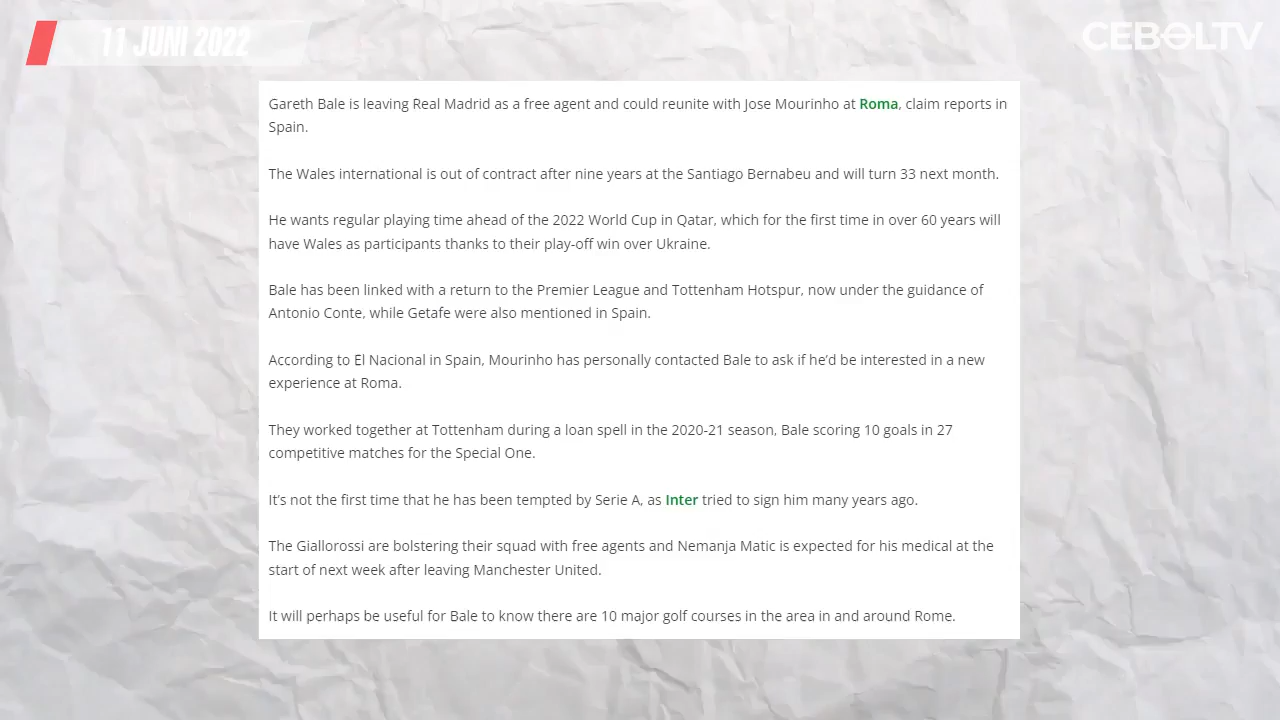 11 JUNI 2022
CEBOLTV
Gareth Bale is leaving Real Madrid as a free agent and could reunite with Jose Mourinho at Roma, claim reports in
Spain.
The Wales international is out of contract after nine years at the Santiago Bernabeu and will turn 33 next month.
He wants regular playing time ahead of the 2022 World Cup in Qatar, which for the first time in over 60 years will
have Wales as participants thanks to their play-off win over Ukraine.
Bale has been linked with a return to the Premier League and Tottenham Hotspur, now under the guidance of
Antonio Conte, while Getafe were also mentioned in Spain.
According to El Nacional in Spain, Mourinho has personally contacted Bale to ask if he’d be interested in a new
experience at Roma.
They worked together at Tottenham during a loan spell in the 2020-21 season, Bale scoring 10 goals in 27
competitive matches for the Special One.
It’s not the first time that he has been tempted by Serie A, as Inter tried to sign him many years ago.
The Giallorossi are bolstering their squad with free agents and Nemanja Matic is expected for his medical at the
start of next week after leaving Manchester United.
It will perhaps be useful for Bale to know there are 10 major golf courses in the area in and around Rome.